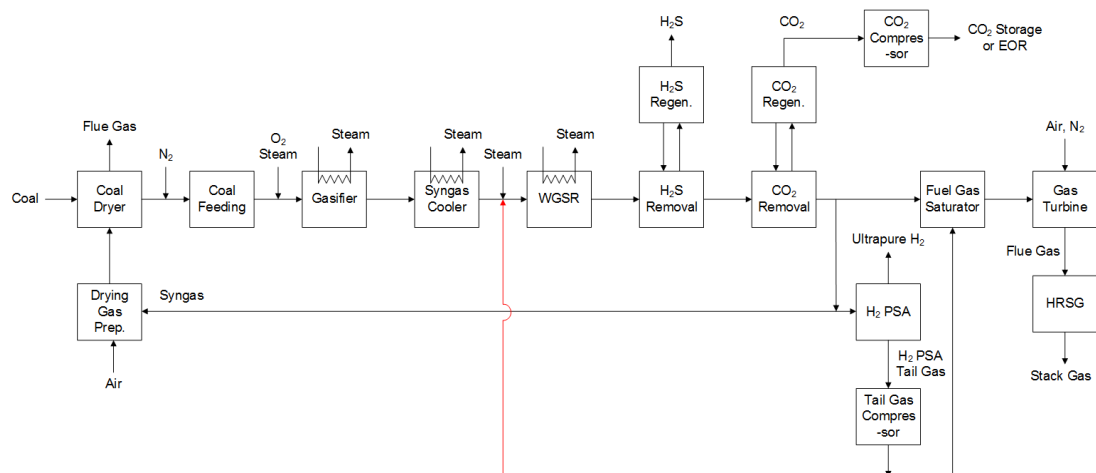 H₂S
CO₂
CO₂
Compres
-sor
CO₂ Storage
or EOR
H₂S
Regen.
CO₂
Regen.
Flue Gas
N₂
O₂
Steam
Steam
Steam
Steam
Steam
Air, N₂
Coal
Coal
Dryer
Coal
Feeding
Gasifier
Syngas
Cooler
WGSR
H₂S
Removal
CO₂
Removal
Fuel Gas
Saturator
Gas
Turbine
Ultrapure H₂
Flue Gas
Drying
Gas
Prep.
Syngas
H₂ PSA
HRSG
Air
H₂ PSA
Tail Gas
Stack Gas
Tail Gas
Compres
-sor